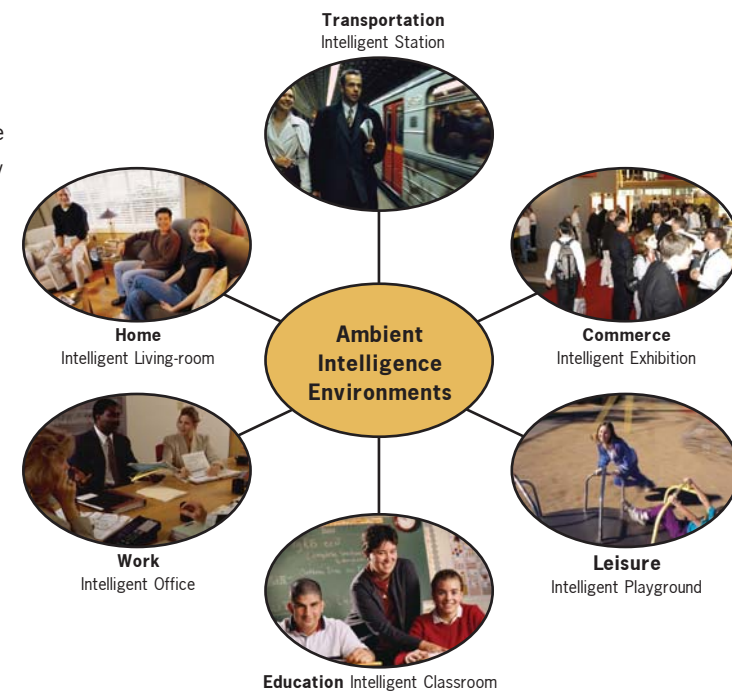 Transportation
Intelligent Station
Home
Intelligent Living-room
Commerce
Intelligent Exhibition
Ambient
Intelligence
Environments
Work
Intelligent Office
Leisure
Intelligent Playground
Education Intelligent Classroom